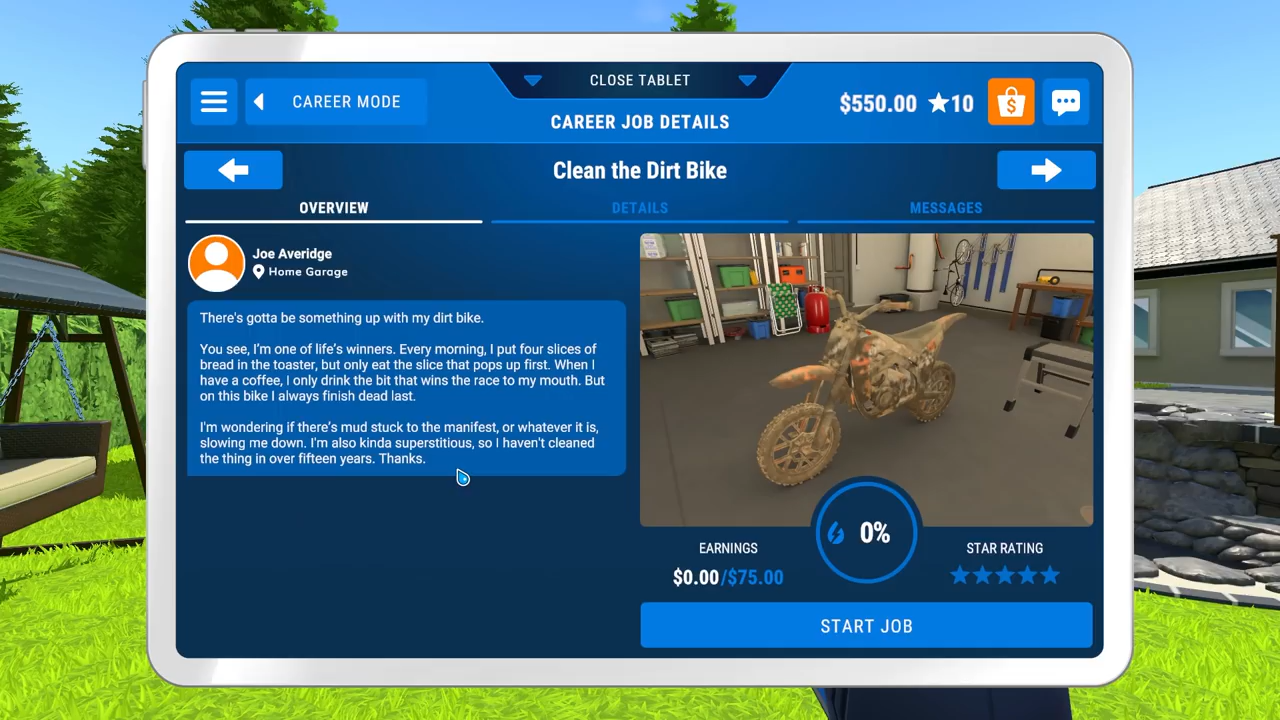 CLOSE TABLET
CAREER MODE
$550.00 ★10
CAREER JOB DETAILS
Clean the Dirt Bike
OVERVIEW
DETAILS
MESSAGES
Joe Averidge
Home Garage
There's gotta be something up with my dirt bike.
You see, I'm one of life's winners. Every morning, I put four slices of
bread in the toaster, but only eat the slice that pops up first. When I
have a coffee, I only drink the bit that wins the race to my mouth. But
on this bike I always finish dead last.
I'm wondering if there's mud stuck to the manifest, or whatever it is,
slowing me down. I'm also kinda superstitious, so I haven't cleaned
the thing in over fifteen years. Thanks.
0%
EARNINGS
$0.00/$75.00
STAR RATING
START JOB